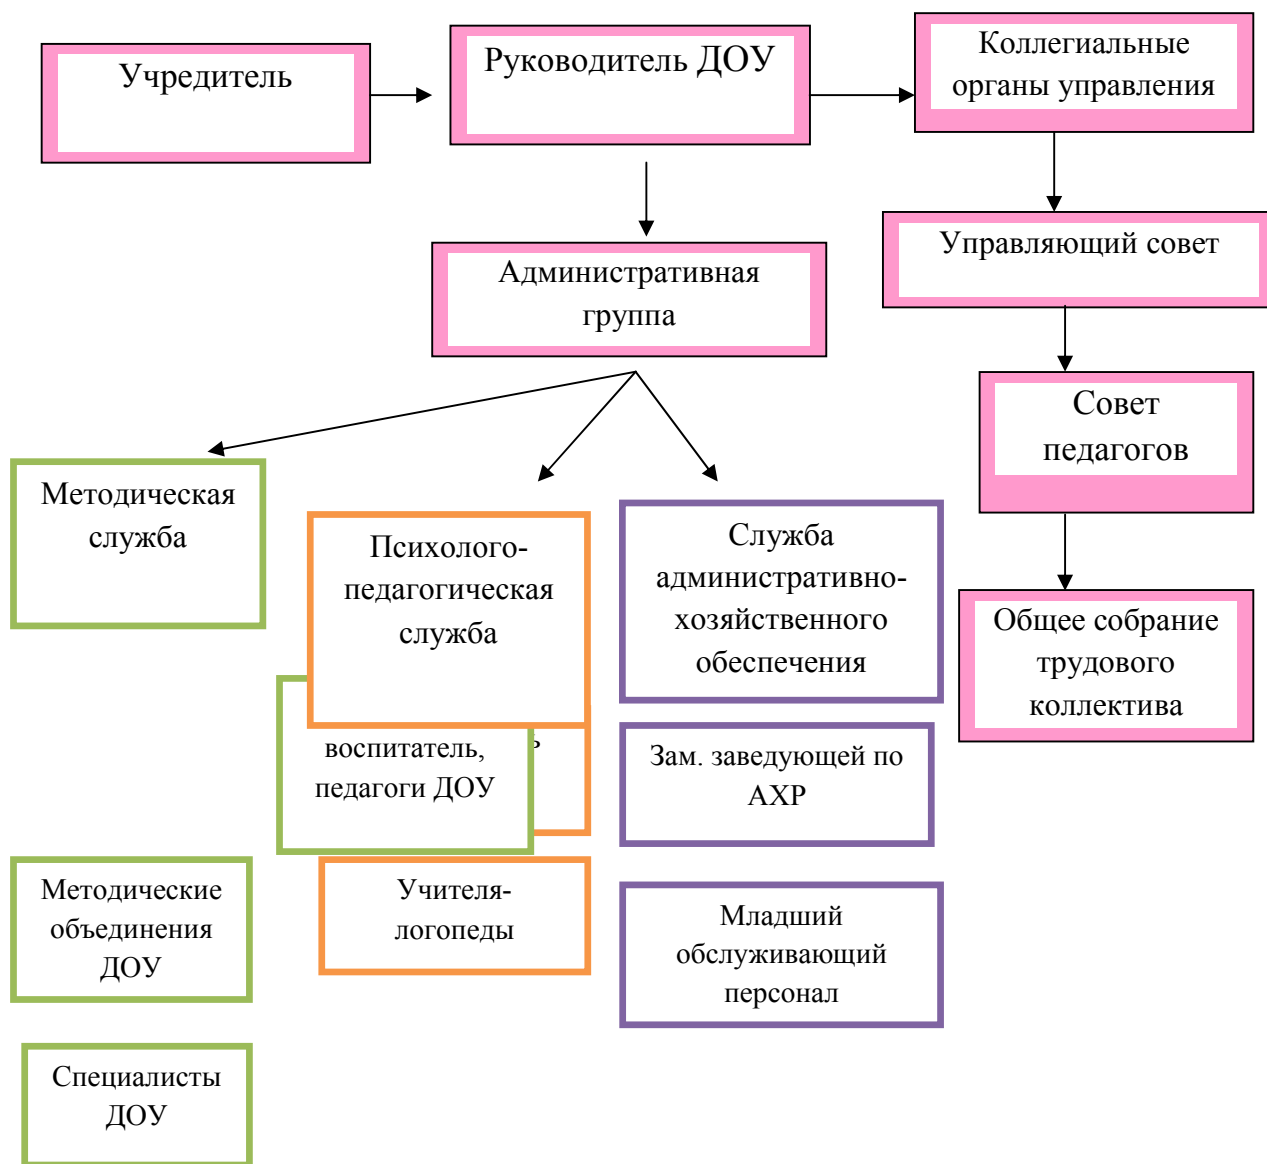 Учредитель
Руководитель ДОУ
Коллегиальные
органы управления
Управляющий совет
Административная
группа
Совет
педагогов
Методическая
служба
Психолого-
педагогическая
служба
Служба
административно-
хозяйственного
обеспечения
Общее собрание
трудового
коллектива
воспитатель,
педагоги ДОУ
Зам. заведующей по
АХР
Методические
объединения
ДОУ
Учителя-
логопеды
Младший
обслуживающий
персонал
Специалисты
ДОУ